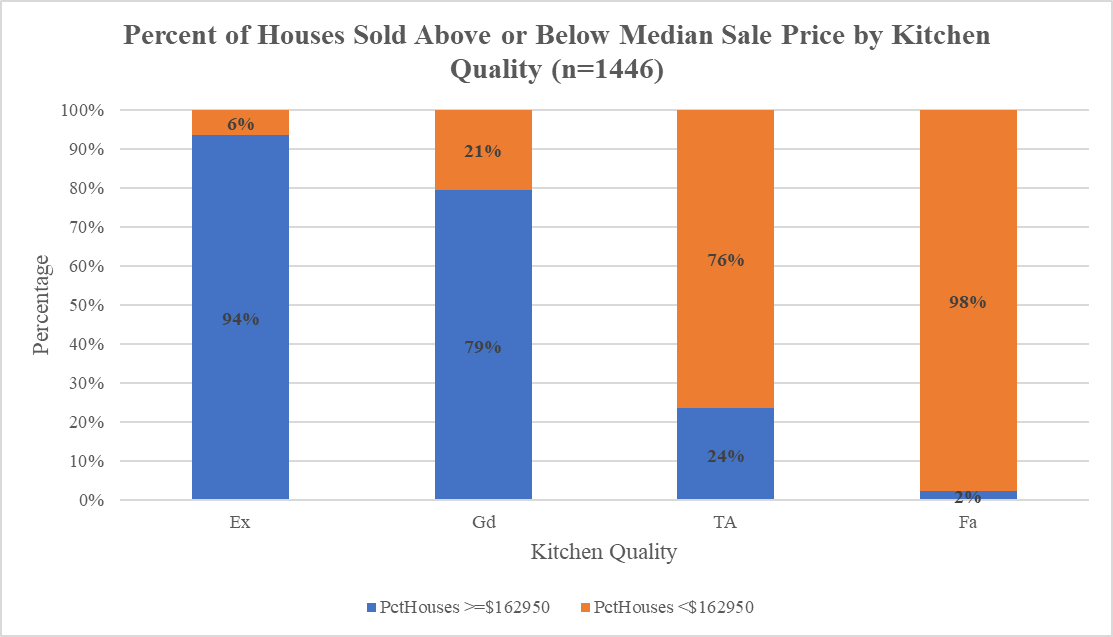 Percent of Houses Sold Above or Below Median Sale Price by Kitchen
Quality (n=1446)
Percentage
100%
90%
80%
70%
60%
50%
40%
30%
20%
10%
0%
6%
94%
21%
79%
76%
24%
98%
2%
Ex
Gd
TA
Fa
Kitchen Quality
PctHouses >=$162950
PctHouses <$162950